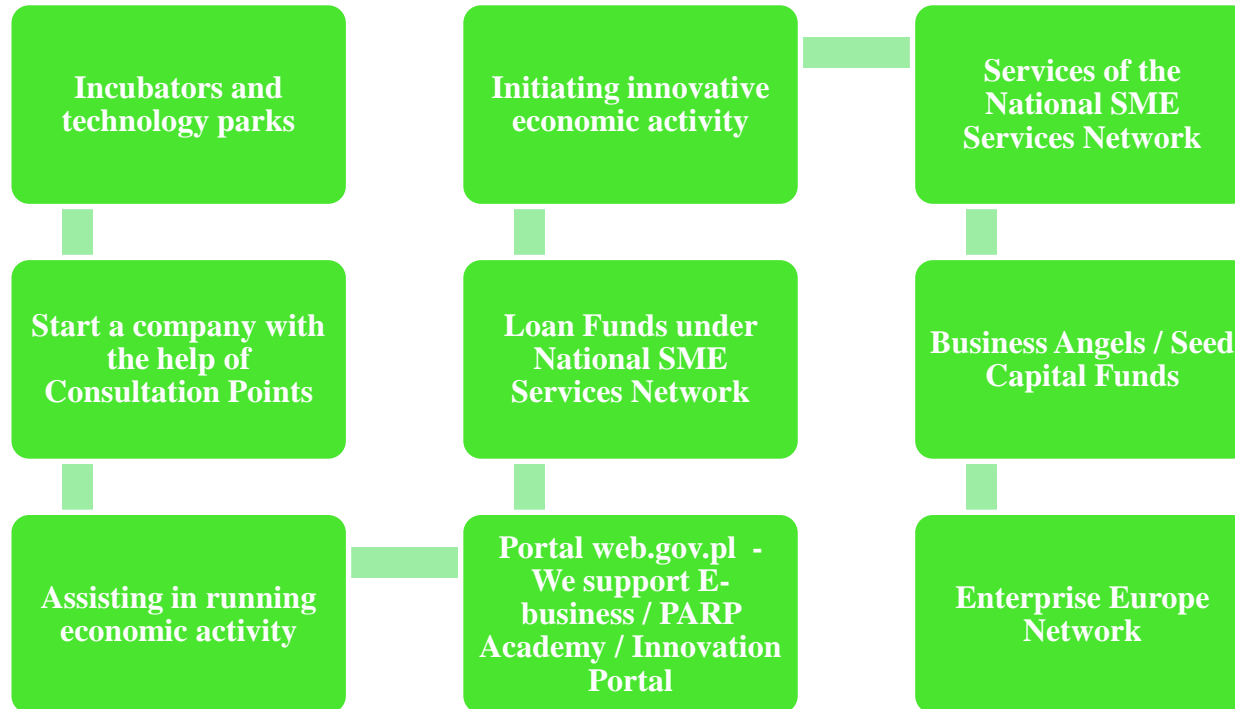 Incubators and
technology parks
Start a company with
the help of
Consultation Points
Assisting in running
economic activity
Portal web.gov.pl -
We support E-
business / PARP
Academy / Innovation
Portal
Loan Funds under
National SME
Services Network
Initiating innovative
economic activity
Services of the
National SME
Services Network
Business Angels / Seed
Capital Funds
Enterprise Europe
Network